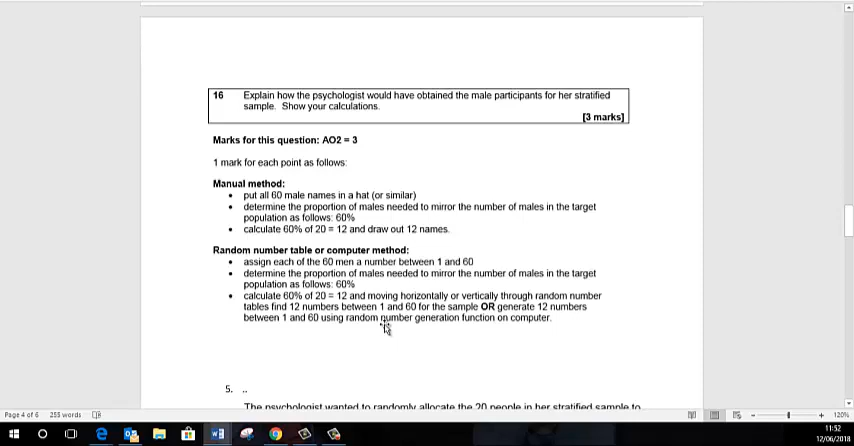 16 Explain how the psychologist would have obtained the male participants for her stratified
sample. Show your calculations.
[3 marks]
Marks for this question: AO2 = 3
1 mark for each point as follows:
Manual method:
• put all 60 male names in a hat (or similar)
• determine the proportion of males needed to mirror the number of males in the target
population as follows: 60%
• calculate 60% of 20 = 12 and draw out 12 names.
Random number table or computer method:
• assign each of the 60 men a number between 1 and 60
• determine the proportion of males needed to mirror the number of males in the target
population as follows: 60%
• calculate 60% of 20 = 12 and moving horizontally or vertically through random number
tables find 12 numbers between 1 and 60 for the sample OR generate 12 numbers
between 1 and 60 using random number generation function on computer.
5. ..
The psychologist wanted to randomly allocate the 20 people in her stratified sample to
Page 4 of 6 255 words
120%
11:52
12/06/2018